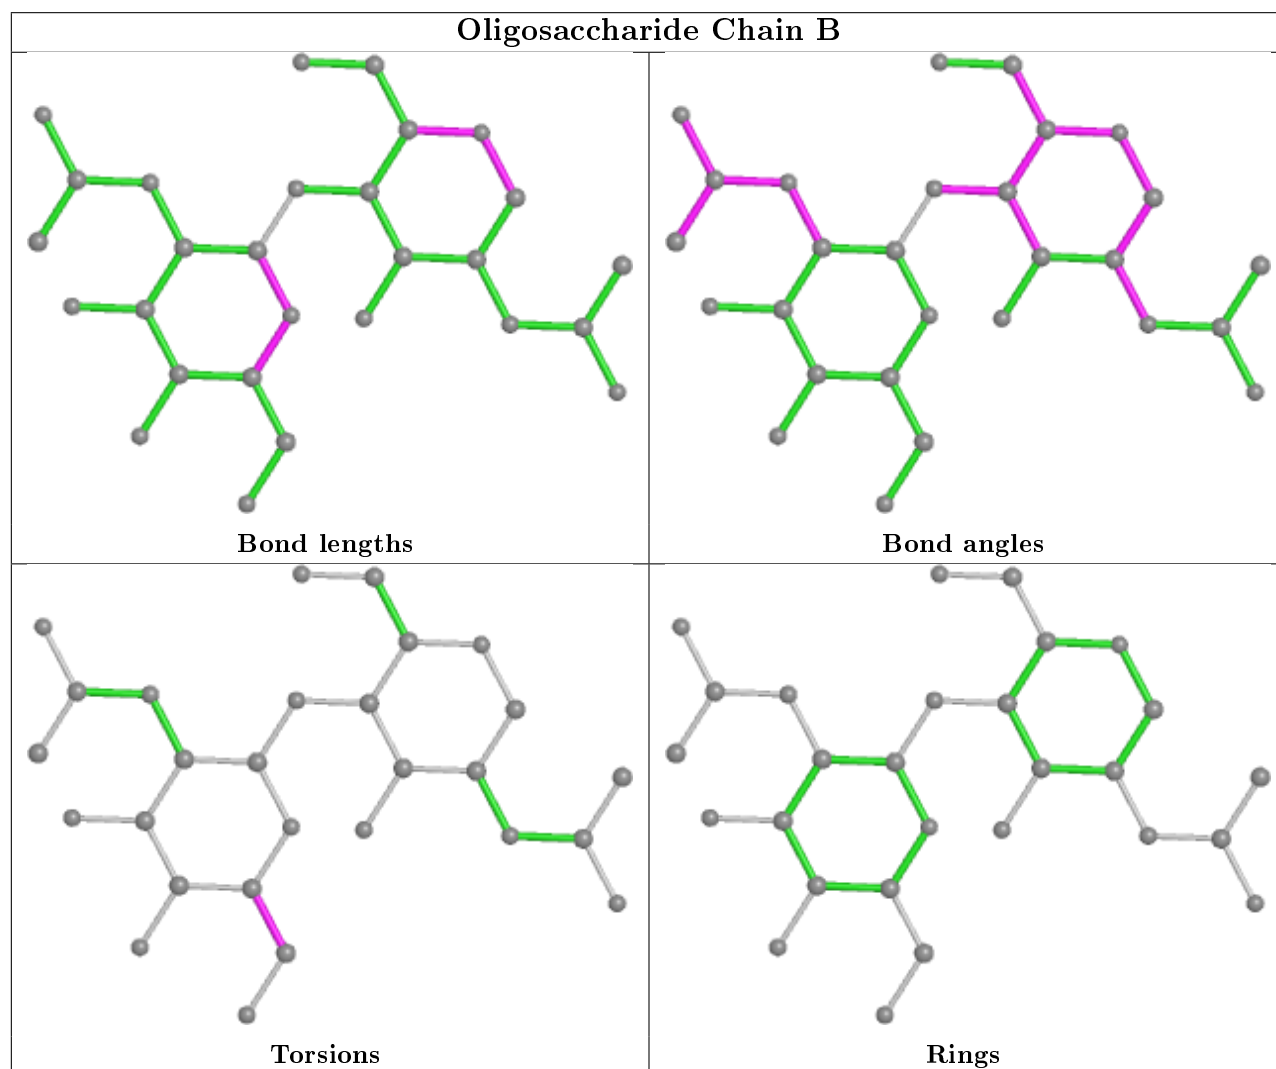 Oligosaccharide Chain B
Bond lengths
Bond angles
Torsions
Rings